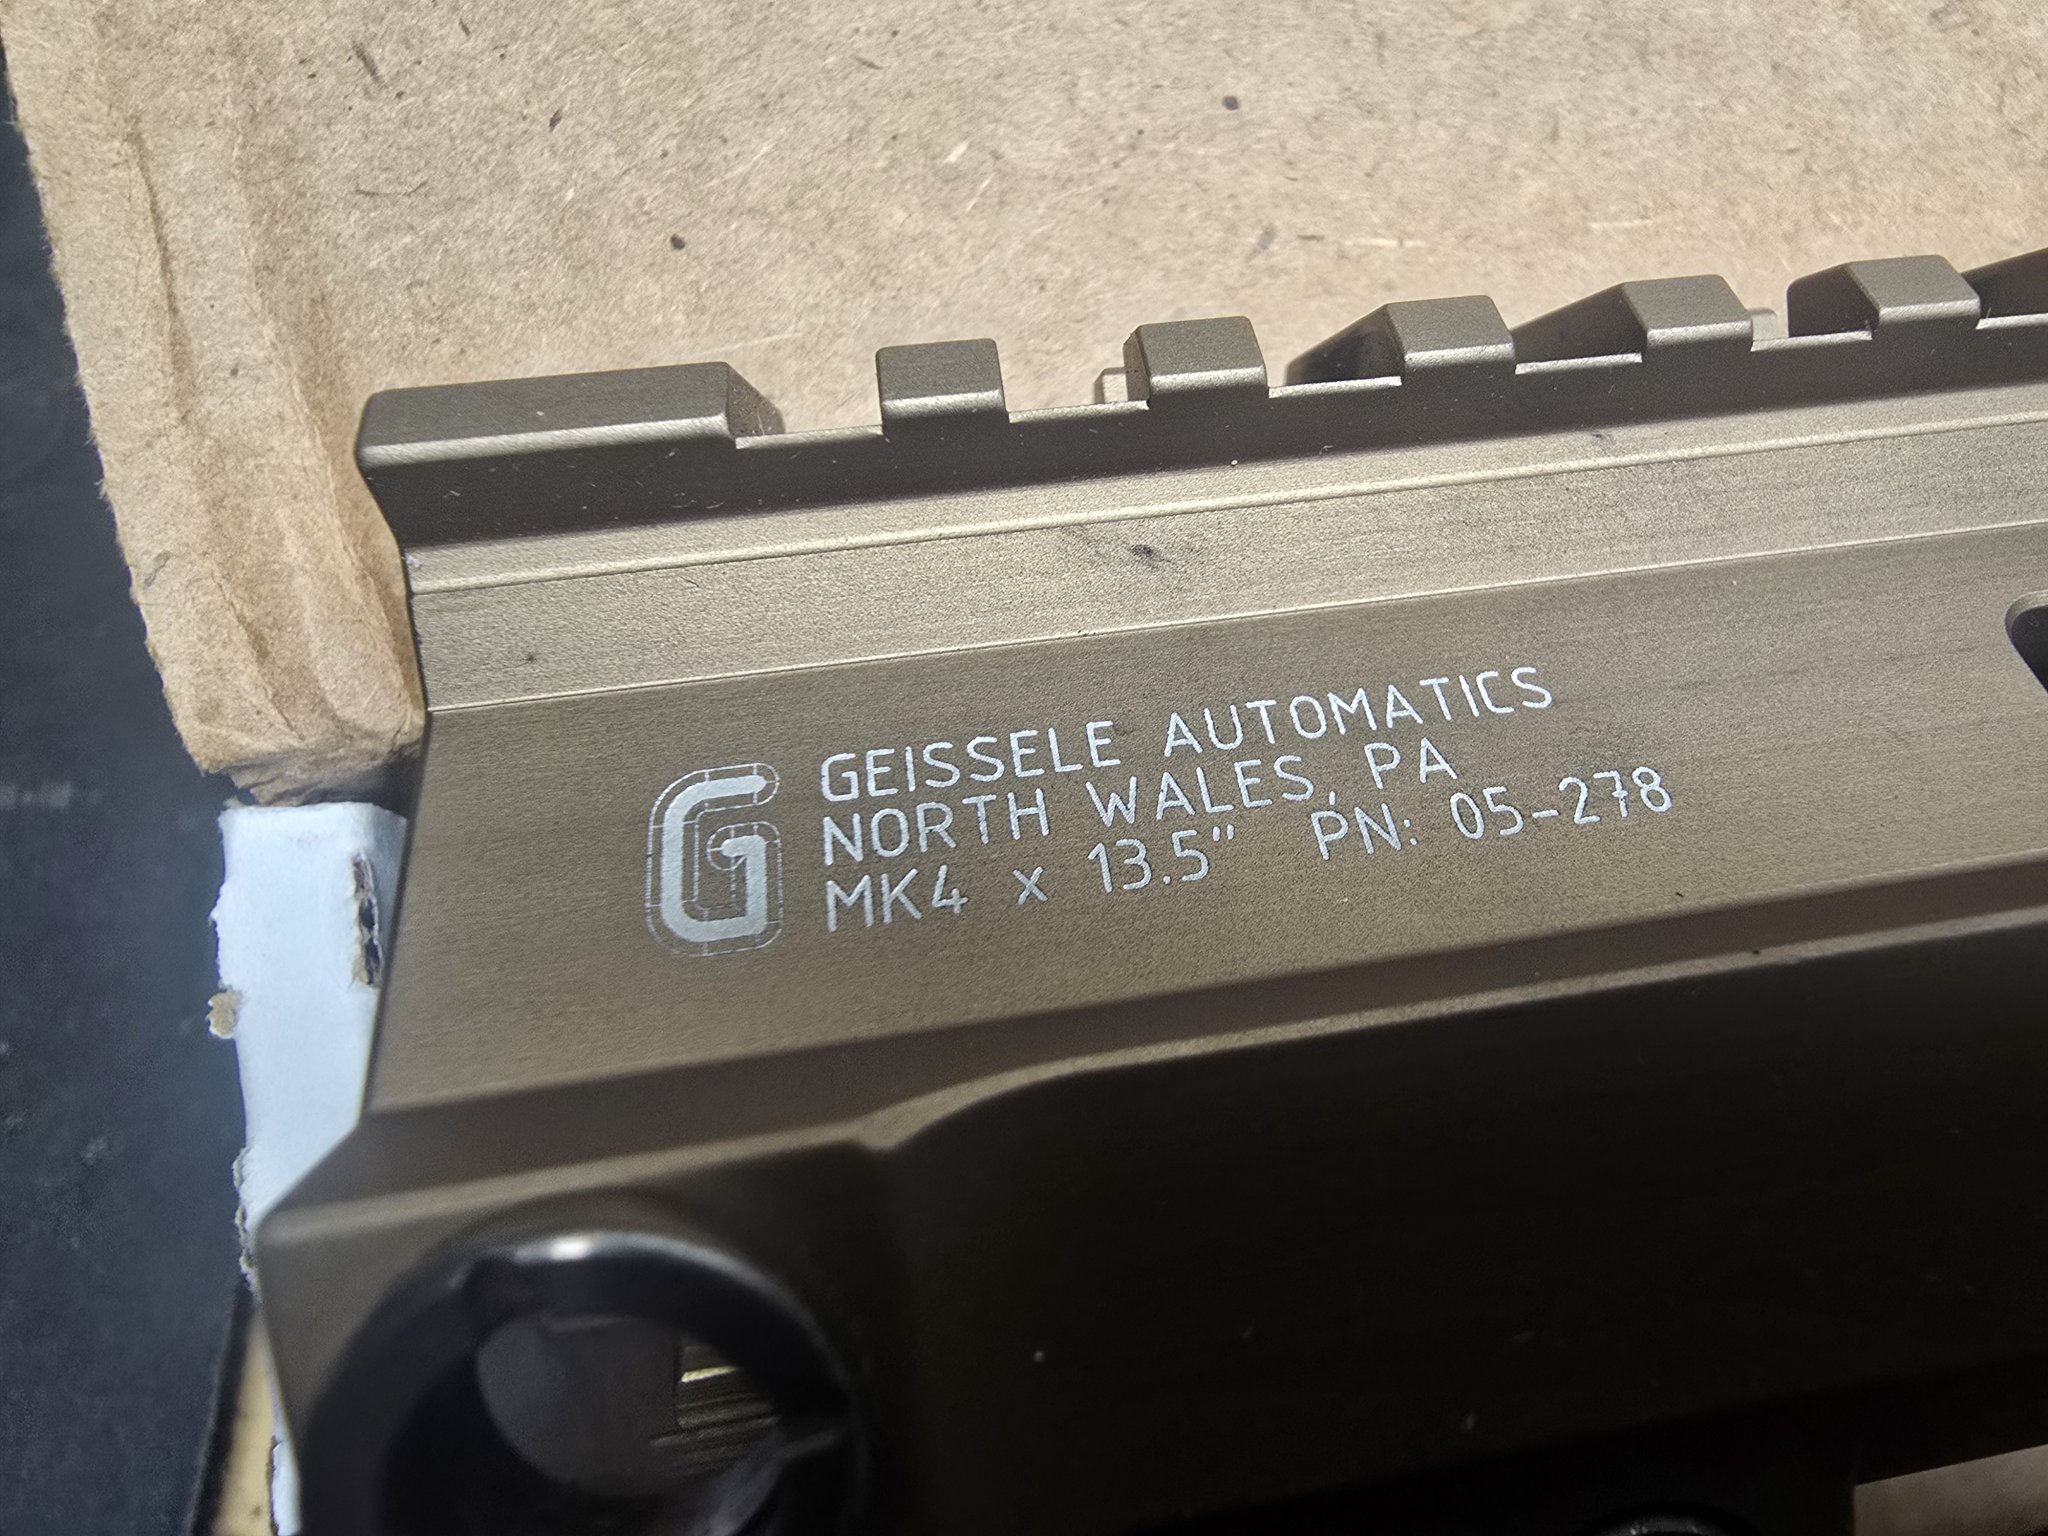 G
GEISSELE AUTOMATICS
NORTH WALES, PA
MK4 x 13.5" PN: 05-278